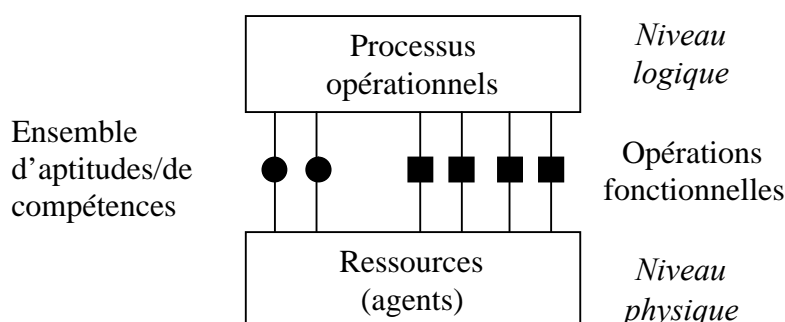 Processus
opérationnels
Niveau
logique
Ensemble
d'aptitudes/de
compétences
Opérations
fonctionnelles
Ressources
(agents)
Niveau
physique